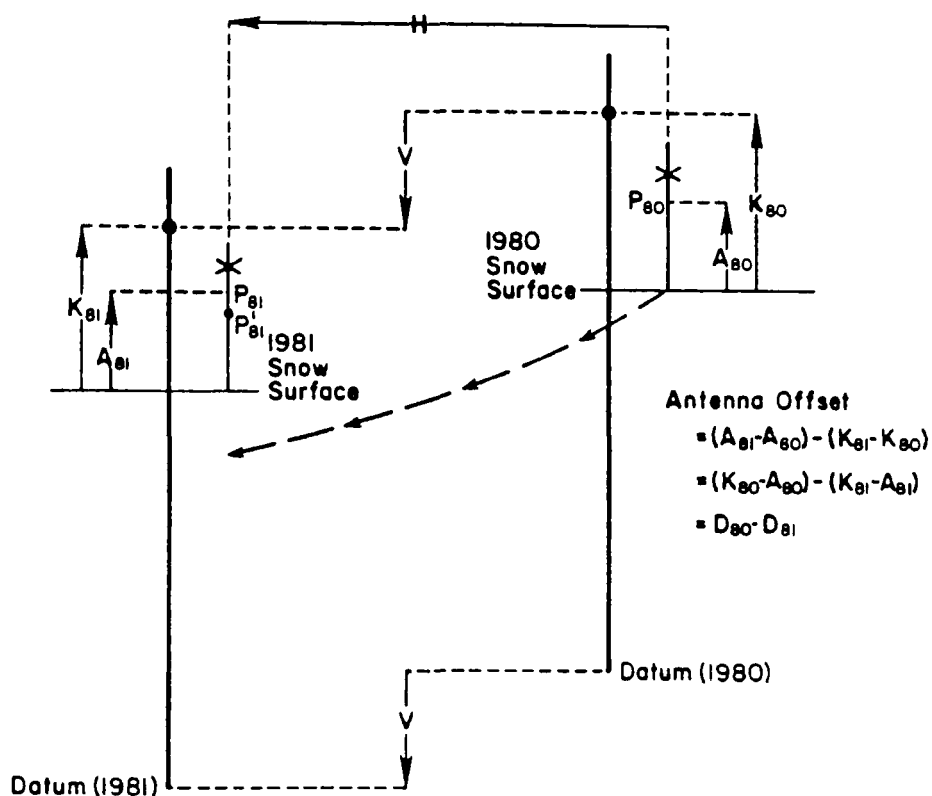 H
V
K₈₀
P₈₀
A₈₀
1980
Snow
Surface
K₈₁
A₈₁
P₈₁
P'₈₁
1981
Snow
Surface
Antenna Offset
= (A₈₁-A₈₀) - (K₈₁-K₈₀)
= (K₈₀-A₈₀) - (K₈₁-A₈₁)
= D₈₀-D₈₁
Datum (1980)
V
Datum (1981)